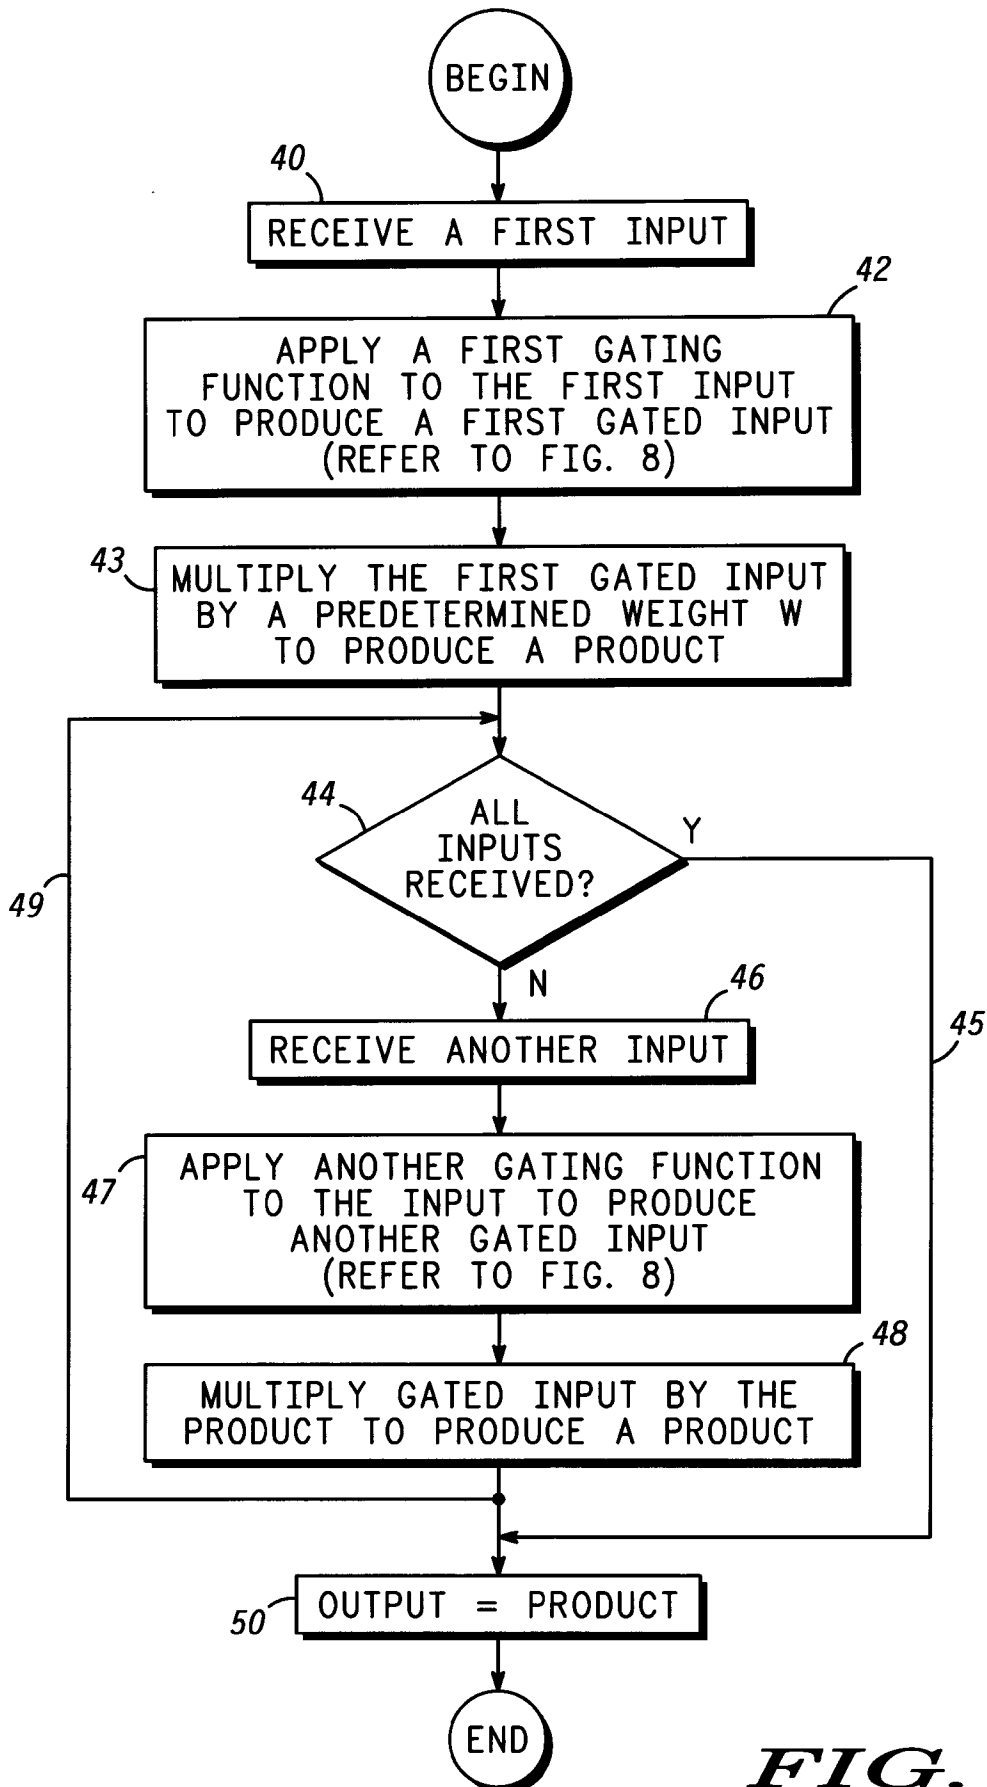 BEGIN
40
RECEIVE A FIRST INPUT
42
APPLY A FIRST GATING
FUNCTION TO THE FIRST INPUT
TO PRODUCE A FIRST GATED INPUT
(REFER TO FIG. 8)
43
MULTIPLY THE FIRST GATED INPUT
BY A PREDETERMINED WEIGHT W
TO PRODUCE A PRODUCT
44
ALL
INPUTS
RECEIVED?
Y
49
N
46
RECEIVE ANOTHER INPUT
45
47
APPLY ANOTHER GATING FUNCTION
TO THE INPUT TO PRODUCE
ANOTHER GATED INPUT
(REFER TO FIG. 8)
48
MULTIPLY GATED INPUT BY THE
PRODUCT TO PRODUCE A PRODUCT
50
OUTPUT = PRODUCT
END
FIG.